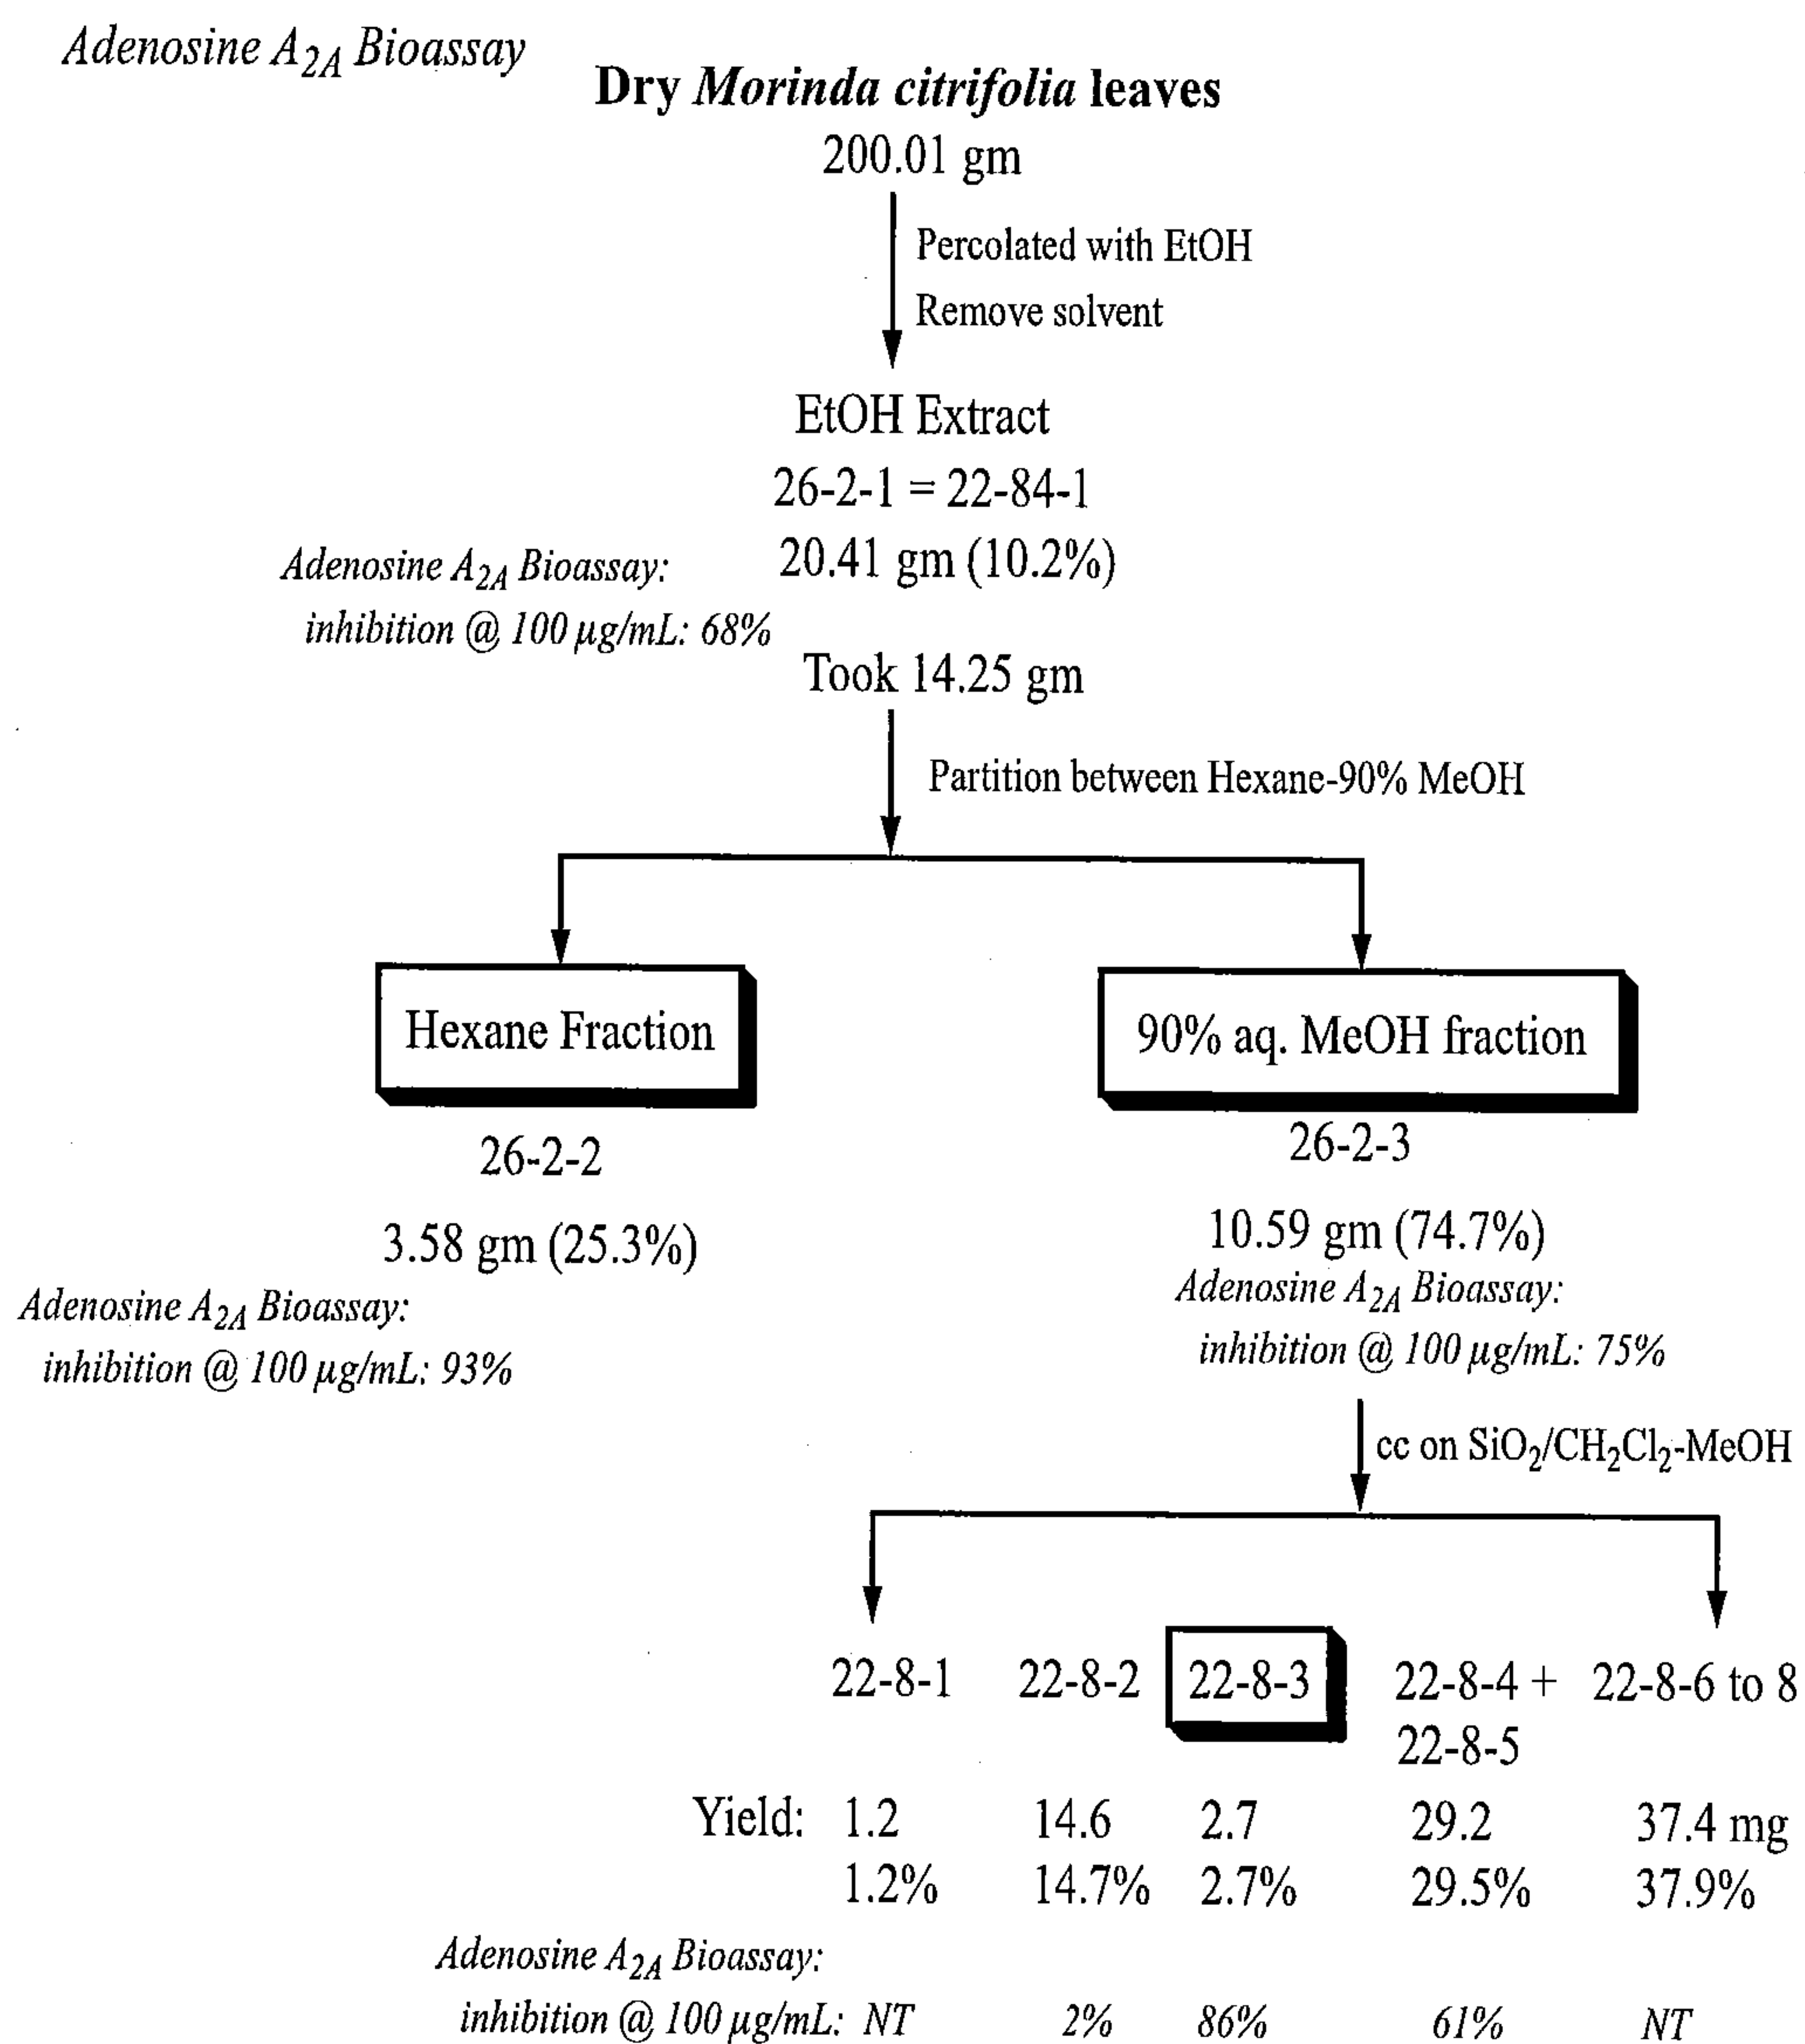 Adenosine A2A Bioassay
Dry Morinda citrifolia leaves
200.01 gm
Percolated with EtOH
Remove solvent
EtOH Extract
26-2-1 = 22-84-1
20.41 gm (10.2%)
Adenosine A2A Bioassay:
inhibition @ 100 µg/mL: 68%
Took 14.25 gm
Partition between Hexane-90% MeOH
Hexane Fraction
26-2-2
3.58 gm (25.3%)
Adenosine A2A Bioassay:
inhibition @ 100 µg/mL: 93%
90% aq. MeOH fraction
26-2-3
10.59 gm (74.7%)
Adenosine A2A Bioassay:
inhibition @ 100 µg/mL: 75%
cc on SiO2/CH2Cl2-MeOH
22-8-1 22-8-2 22-8-3 22-8-4 + 22-8-6 to 8
22-8-5
Yield: 1.2 14.6 2.7 29.2 37.4 mg
1.2% 14.7% 2.7% 29.5% 37.9%
Adenosine A2A Bioassay:
inhibition @ 100 µg/mL: NT 2% 86% 61% NT